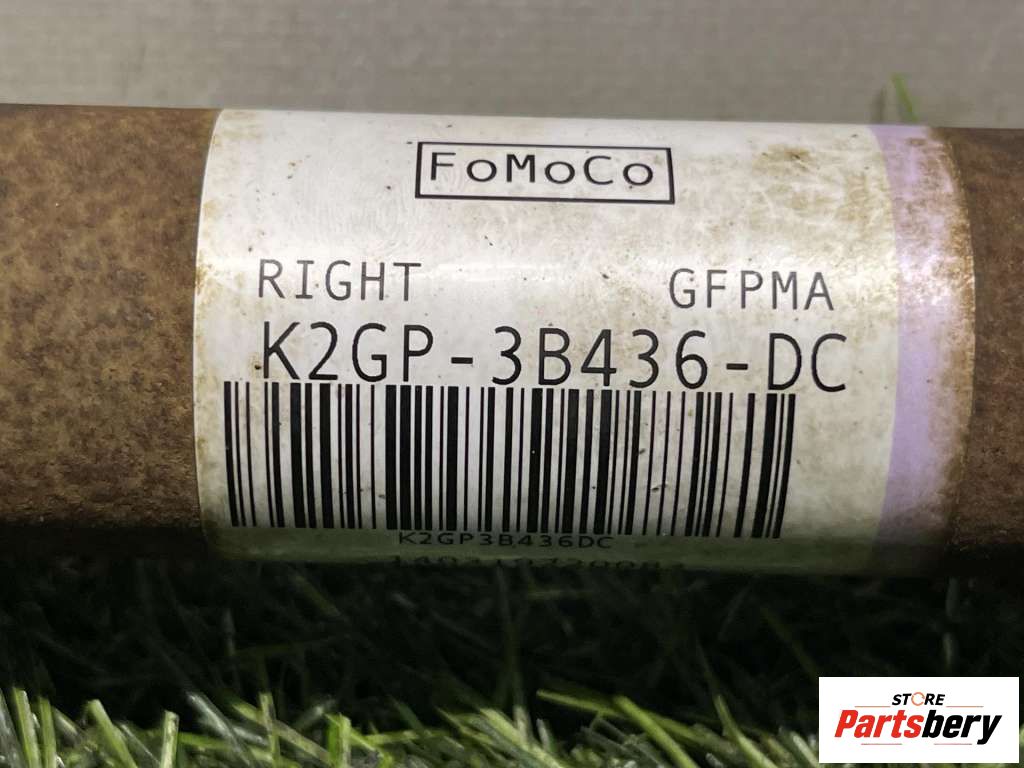 FoMoCo
RIGHT GFPMA
K2GP-3B436-DC
K2GP3B436DC
STORE
Partsbery